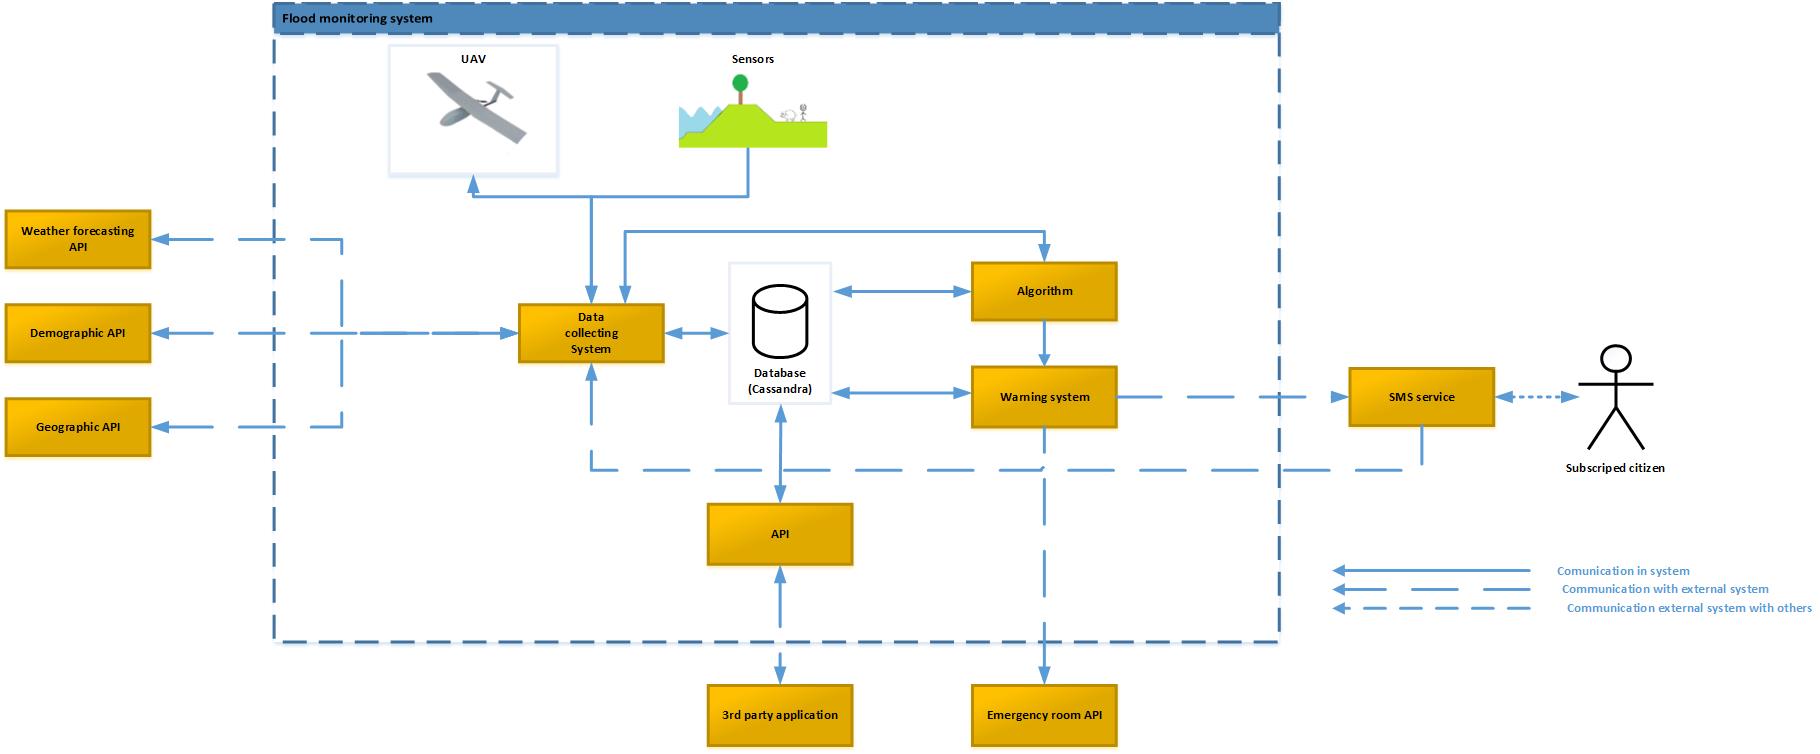 Flood monitoring system
UAV
Sensors
Weather forecasting
API
Demographic API
Geographic API
Data
collecting
System
Database
(Cassandra)
Algorithm
Warning system
SMS service
Subscriped citizen
API
3rd party application
Emergency room API
Comunication in system
Communication with external system
Communication external system with others